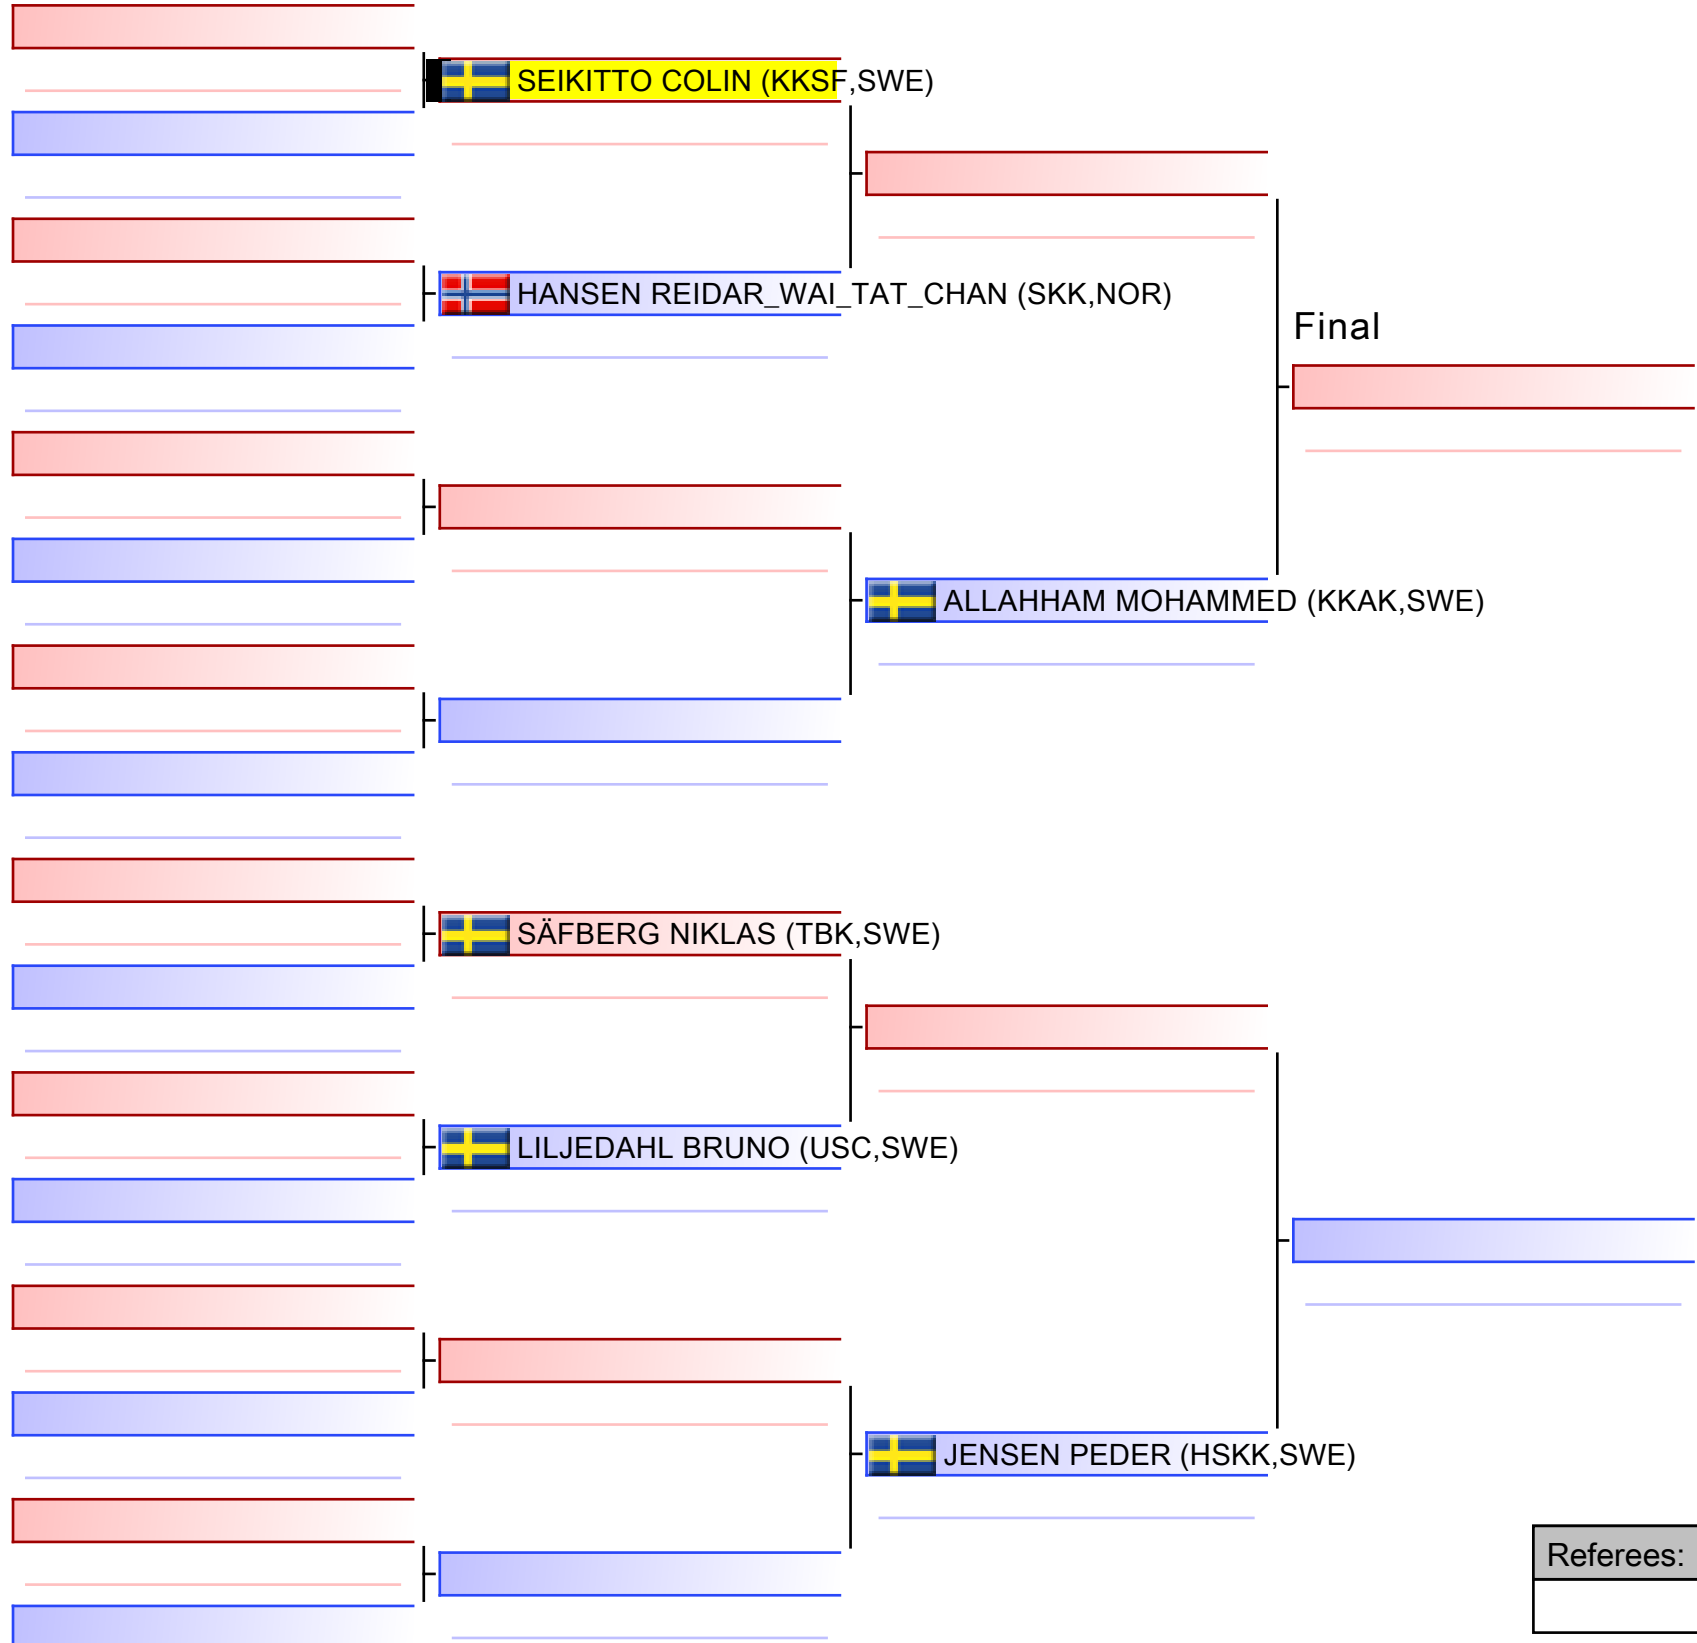 SEIKITTO COLIN (KKSF,SWE)
HANSEN REIDAR_WAI_TAT_CHAN (SKK,NOR)
Final
ALLAHHAM MOHAMMED (KKAK,SWE)
SÄFBERG NIKLAS (TBK,SWE)
LILJEDAHL BRUNO (USC,SWE)
JENSEN PEDER (HSKK,SWE)
Referees: